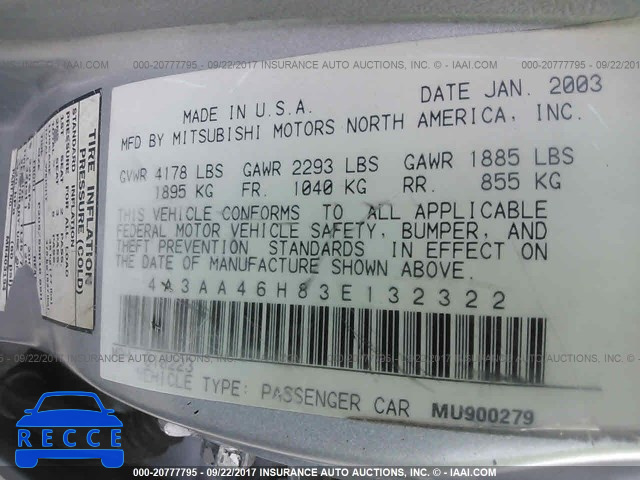 000-20777795 - 09/22/2017 - INSURANCE AUTO AUCTIONS - © - IAAI.COM
DATE JAN. 2003
MADE IN U.S.A.
MFD BY MITSUBISHI MOTORS NORTH AMERICA, INC.
GVWR 4178 LBS GAWR 2293 LBS GAWR 1885 LBS
1895 KG FR. 1040 KG RR. 855 KG
THIS VEHICLE CONFORMS TO ALL APPLICABLE
FEDERAL MOTOR VEHICLE SAFETY, BUMPER, AND
THEFT PREVENTION STANDARDS IN EFFECT ON
THE DATE OF MANUFACTURE SHOWN ABOVE.
4A3AA46H83E132322
VEHICLE TYPE: PASSENGER CAR MU900279
TIRE INFLATION
PRESSURE (COLD)
RECCE
000-20777795 - 09/22/2017 - INSURANCE AUTO AUCTIONS - © - IAAI.COM